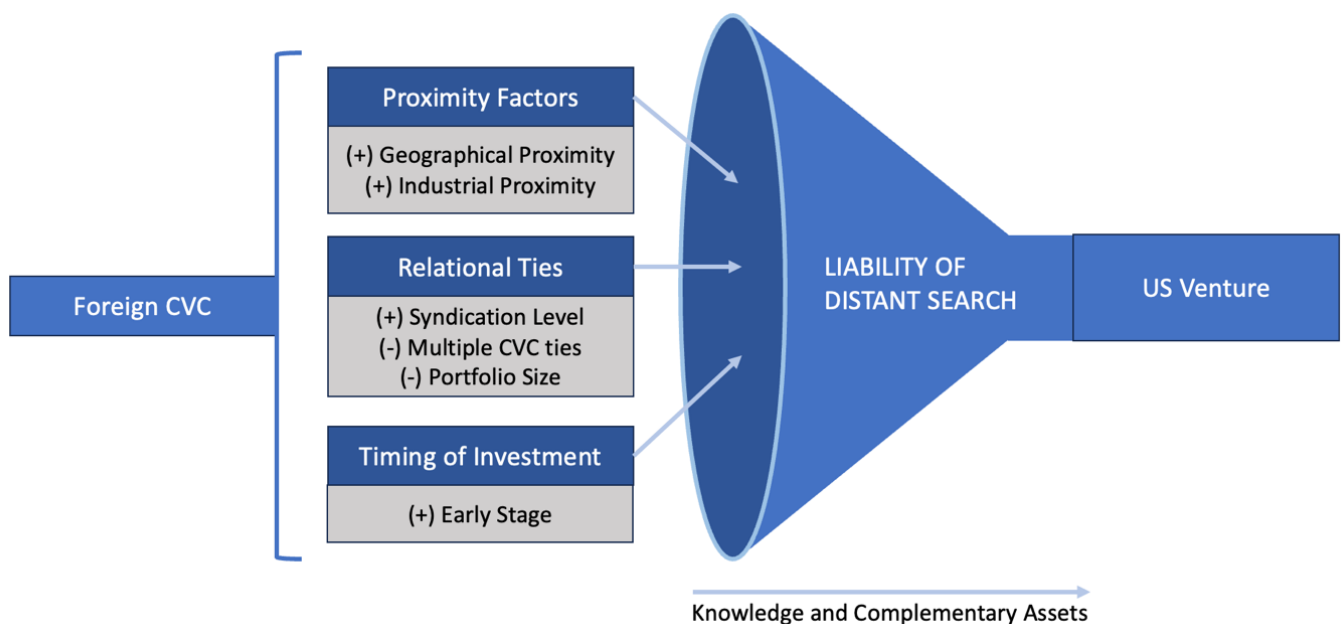 Foreign CVC
Proximity Factors
(+) Geographical Proximity
(+) Industrial Proximity
Relational Ties
(+) Syndication Level
(-) Multiple CVC ties
(-) Portfolio Size
Timing of Investment
(+) Early Stage
LIABILITY OF
DISTANT SEARCH
US Venture
Knowledge and Complementary Assets